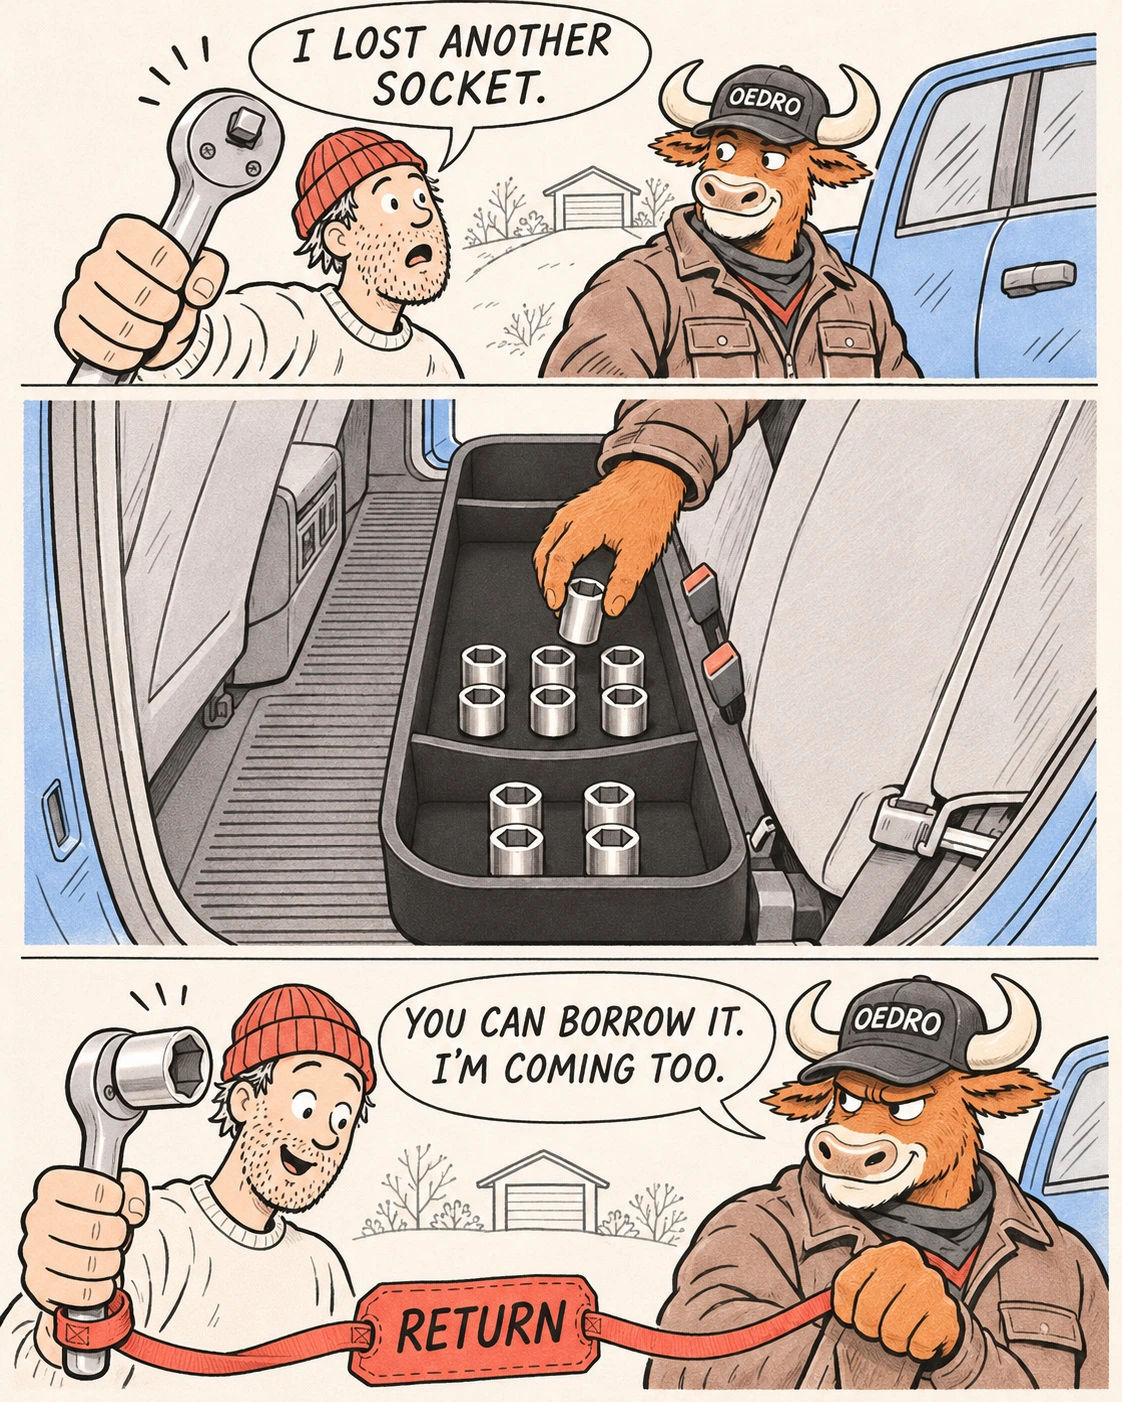 I LOST ANOTHER
SOCKET.
OEDRO
YOU CAN BORROW IT.
I'M COMING TOO.
OEDRO
RETURN